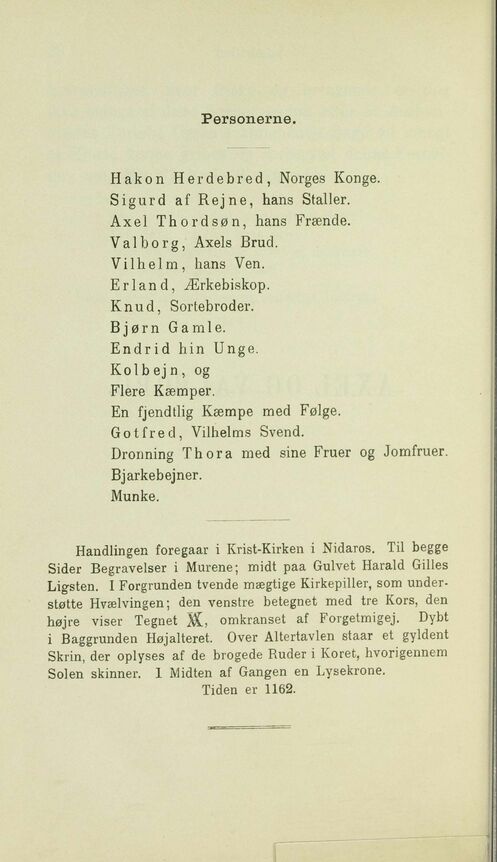 Personerne.
Hakon Herdebred, Norges Konge.
Sigurd af Rejne, hans Staller.
Axel Thordsøn, hans Frænde.
Valborg, Axels Brud.
Vilhelm, hans Ven.
Erland, Ærkebiskop.
Knud, Sortebroder.
Bjørn Gamle.
Endrid hin Unge.
Kolbejn, og
Flere Kæmper.
En fjendtlig Kæmpe med Følge.
Gotfred, Vilhelms Svend.
Dronning Thora med sine Fruer og Jomfruer.
Bjarkebejner.
Munke.
Handlingen foregaar i Krist-Kirken i Nidaros. Til begge
Sider Begravelser i Murene; midt paa Gulvet Harald Gilles
Ligsten. I Forgrunden tvende mægtige Kirkepiller, som under-
støtte Hvælvingen; den venstre betegnet med tre Kors, den
højre viser Tegnet , omkranset af Forgetmigej. Dybt
i Baggrunden Højalteret. Over Altertavlen staar et gyldent
Skrin, der oplyses af de brogede Ruder i Koret, hvorigennem
Solen skinner. I Midten af Gangen en Lysekrone.
Tiden er 1162.